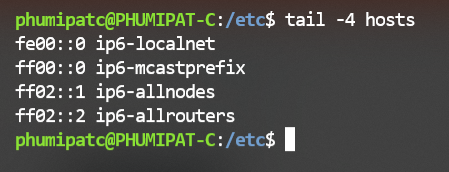 phumipatc@PHUMIPAT-C:/etc$ tail -4 hosts
fe00::0 ip6-localnet
ff00::0 ip6-mcastprefix
ff02::1 ip6-allnodes
ff02::2 ip6-allrouters
phumipatc@PHUMIPAT-C:/etc$